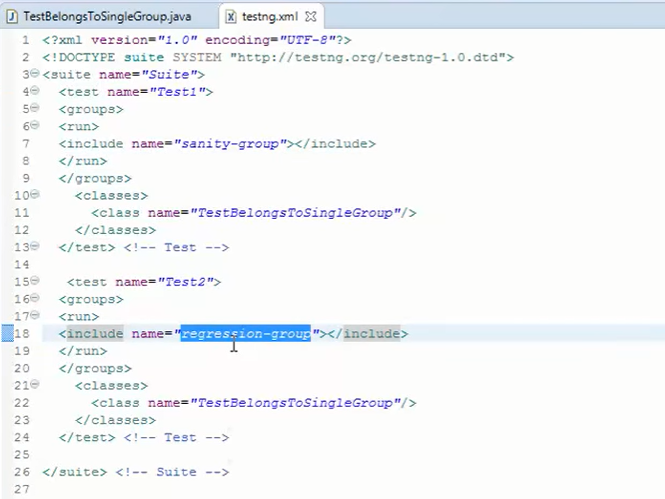 TestBelongsToSingleGroup.java testng.xml
1 <?xml version="1.0" encoding="UTF-8"?>
2 <!DOCTYPE suite SYSTEM "http://testng.org/testng-1.0.dtd">
3 <suite name="Suite">
4 <test name="Test1">
5 <groups>
6 <run>
7 <include name="sanity-group"></include>
8 </run>
9 </groups>
10 <classes>
11 <class name="TestBelongsToSingleGroup"/>
12 </classes>
13 </test> <!-- Test -->
14
15 <test name="Test2">
16 <groups>
17 <run>
18 <include name="regression-group"></include>
19 </run>
20 </groups>
21 <classes>
22 <class name="TestBelongsToSingleGroup"/>
23 </classes>
24 </test> <!-- Test -->
25
26 </suite> <!-- Suite -->
27